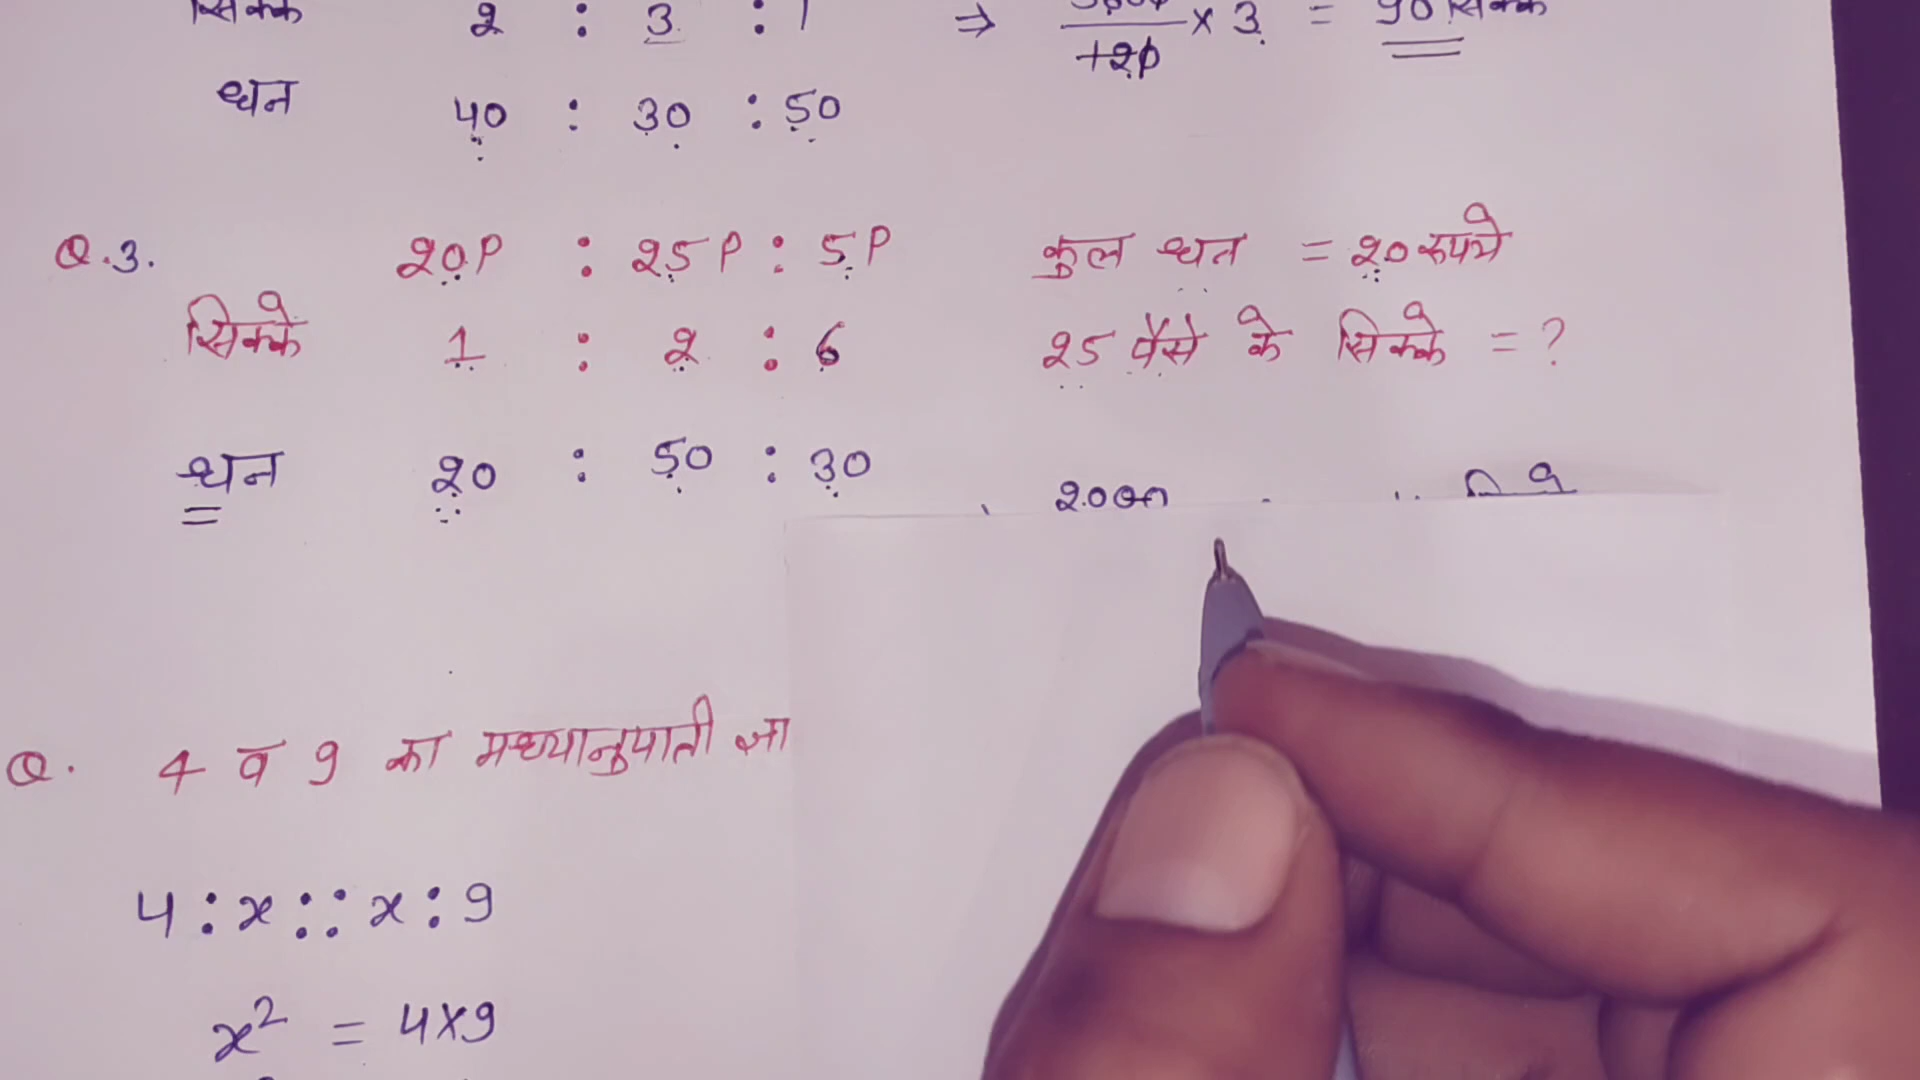 सिक्के 2 : 3 : 1 ⇒ × 3 = 90 सिक्के
120
धन 40 : 30 : 50
Q.3. 20P : 25P : 5P कुल धन = 20 रुपये
सिक्के 1 : 2 : 6 25 पैसे के सिक्के = ?
धन 20 : 50 : 30
2000
Q. 4 व 9 का मध्यानुपाती ज्ञा
4 : x :: x : 9
x² = 4×9